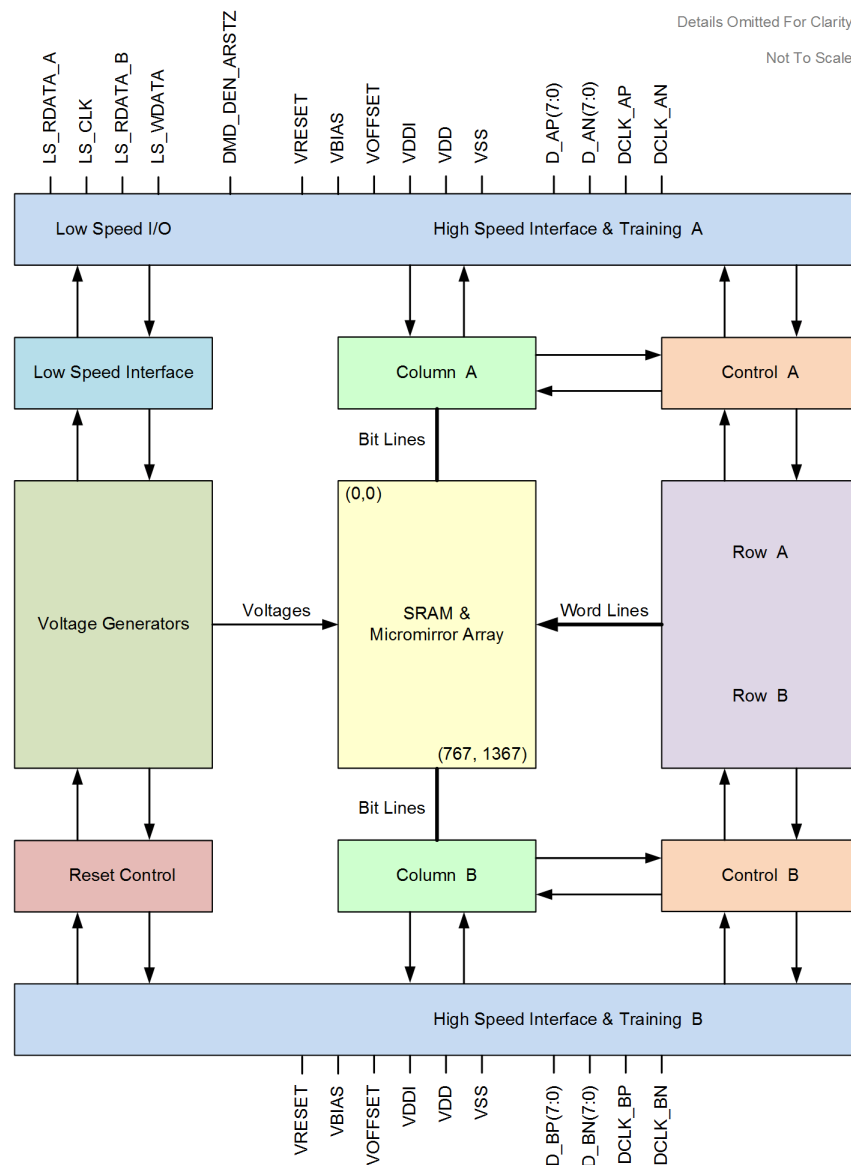 Details Omitted For Clarity
Not To Scale
LS_RDATA_A
LS_CLK
LS_RDATA_B
LS_WDATA
DMD_DEN_ARSTZ
VRESET
VBIAS
VOFFSET
VDDI
VDD
VSS
D_AP(7:0)
D_AN(7:0)
DCLK_AP
DCLK_AN
Low Speed I/O
High Speed Interface & Training A
Low Speed Interface
Column A
Control A
Bit Lines
(0,0)
Row A
Voltage Generators
Voltages
SRAM &
Micromirror Array
Word Lines
Row B
(767, 1367)
Bit Lines
Reset Control
Column B
Control B
High Speed Interface & Training B
VRESET
VBIAS
VOFFSET
VDDI
VDD
VSS
D_BP(7:0)
D_BN(7:0)
DCLK_BP
DCLK_BN